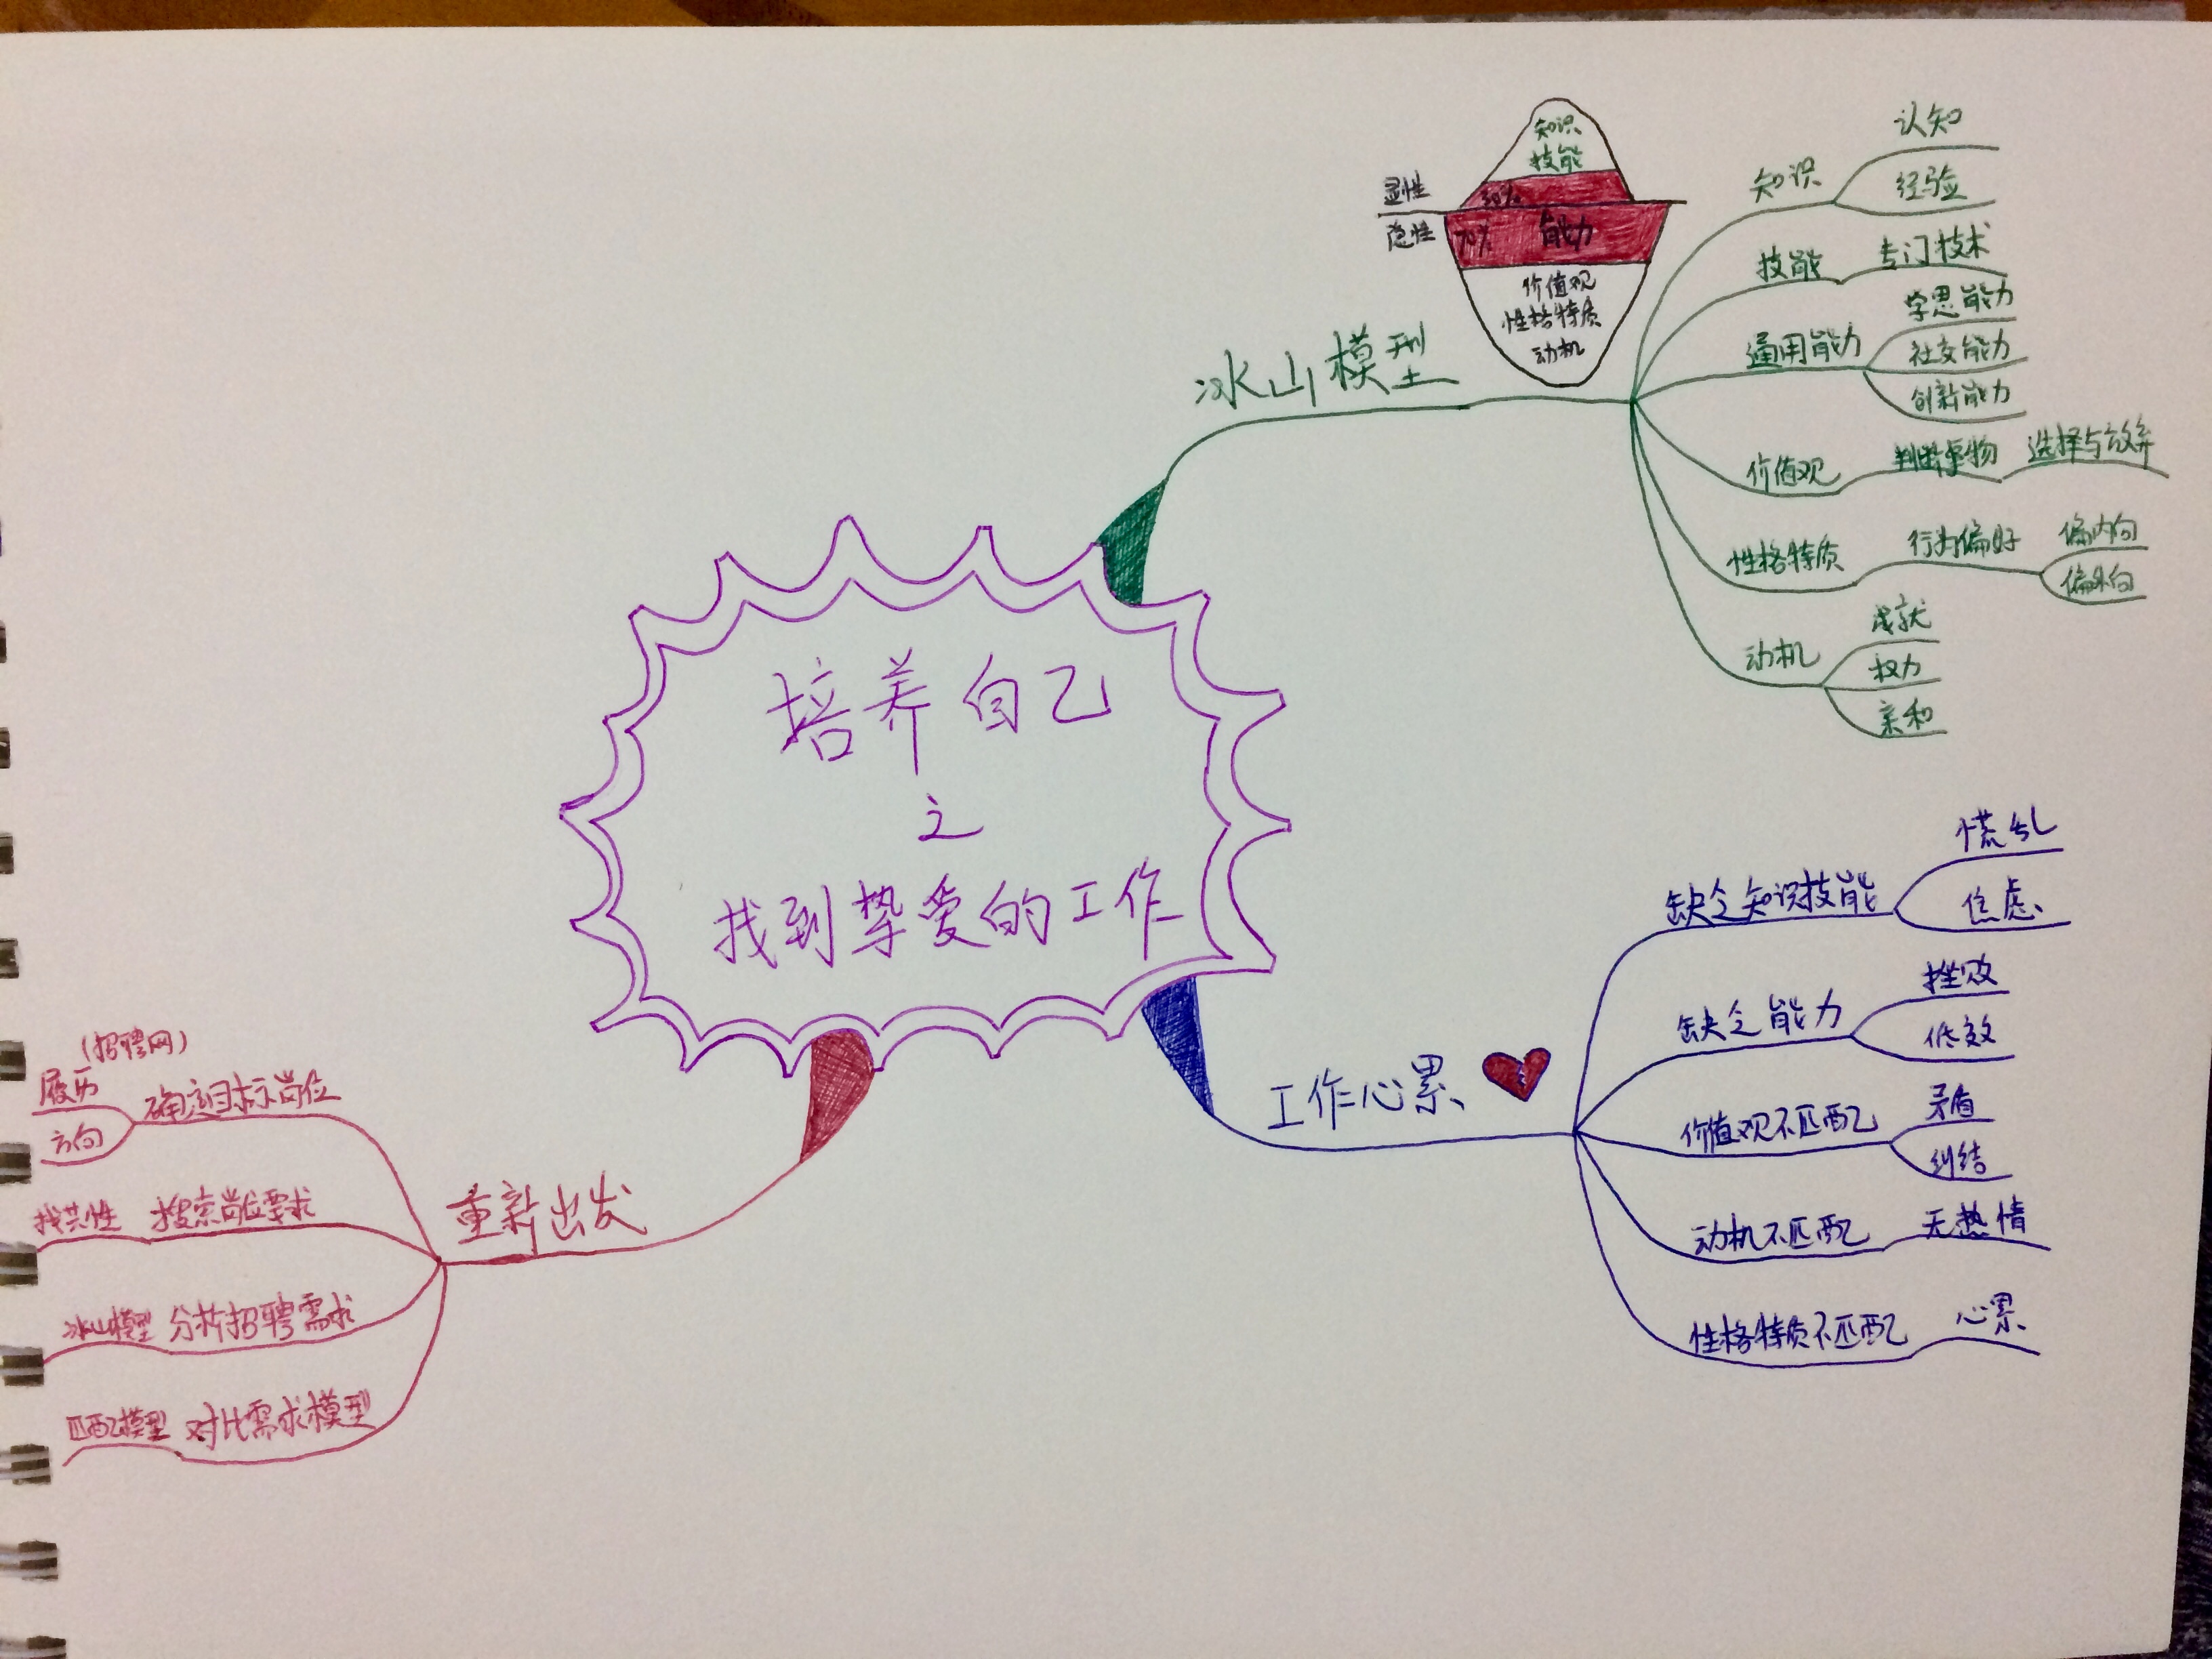 培养自己
之
找到挚爱的工作
冰山模型
知识
技能
显性
30%
隐性
70%
能力
价值观
性格特质
动机
知识
认知
经验
技能
专门技术
通用能力
学思能力
社交能力
创新能力
价值观
判断事物
选择与放弃
性格特质
行为偏好
偏内向
偏外向
动机
成就
权力
亲和
工作心累
缺乏知识技能
慌乱
焦虑
缺乏能力
挫败
低效
价值观不匹配
矛盾
纠结
动机不匹配
无热情
性格特质不匹配
心累
重新出发
确定目标岗位
(招聘网)
履历
方向
搜索岗位要求
找共性
分析招聘需求
冰山模型
对比需求模型
匹配模型